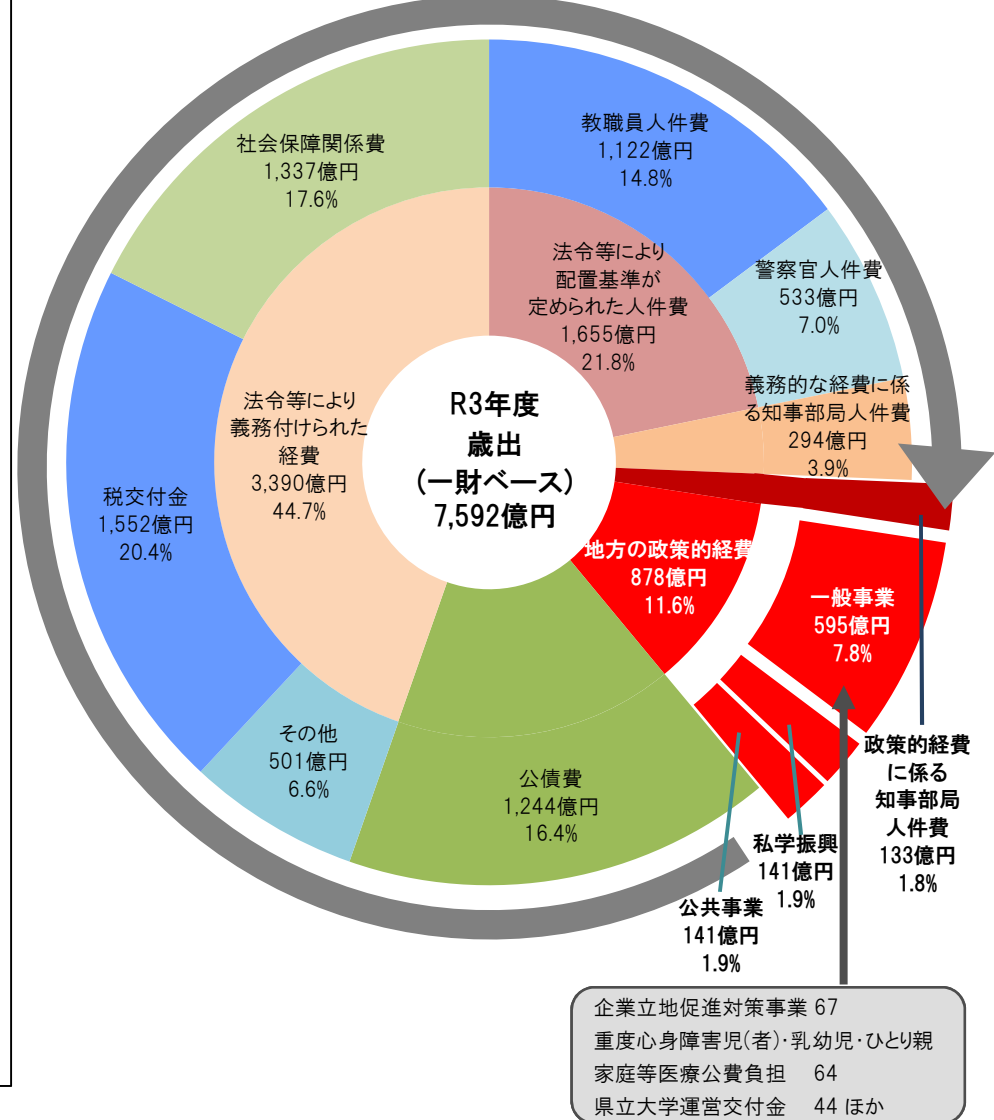 社会保障関係費
1,337億円
17.6%
教職員人件費
1,122億円
14.8%
法令等により
配置基準が
定められた人件費
1,655億円
21.8%
警察官人件費
533億円
7.0%
義務的な経費に係
る知事部局人件費
294億円
3.9%
法令等により
義務付けられた
経費
3,390億円
44.7%
R3年度
歳出
(一財ベース)
7,592億円
税交付金
1,552億円
20.4%
地方の政策的経費
878億円
11.6%
一般事業
595億円
7.8%
その他
501億円
6.6%
公債費
1,244億円
16.4%
政策的経費
に係る
知事部局
人件費
133億円
1.8%
私学振興
141億円
1.9%
公共事業
141億円
1.9%
企業立地促進対策事業 67
重度心身障害児(者)・乳幼児・ひとり親
家庭等医療公費負担 64
県立大学運営交付金 44 ほか